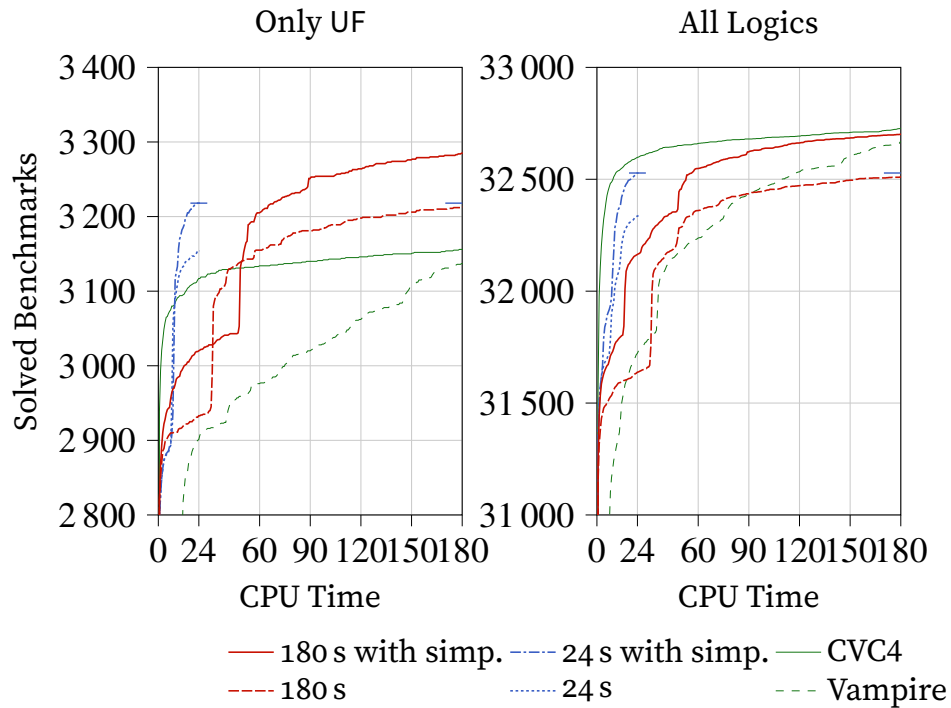 Only UF
All Logics
Solved Benchmarks
3 400
3 300
3 200
3 100
3 000
2 900
2 800
0 24 60 90 120 150 180
CPU Time
33 000
32 500
32 000
31 500
31 000
0 24 60 90 120 150 180
CPU Time
180 s with simp.
24 s with simp.
CVC4
180 s
24 s
Vampire